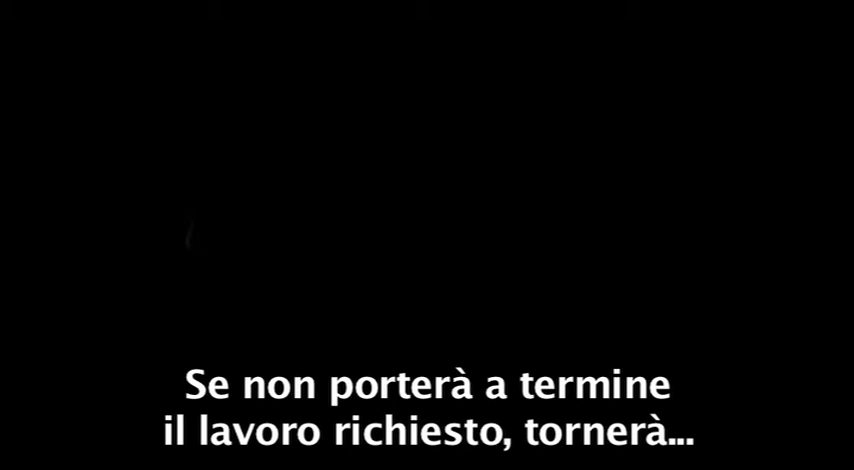 Se non porterà a termine
il lavoro richiesto, tornerà...